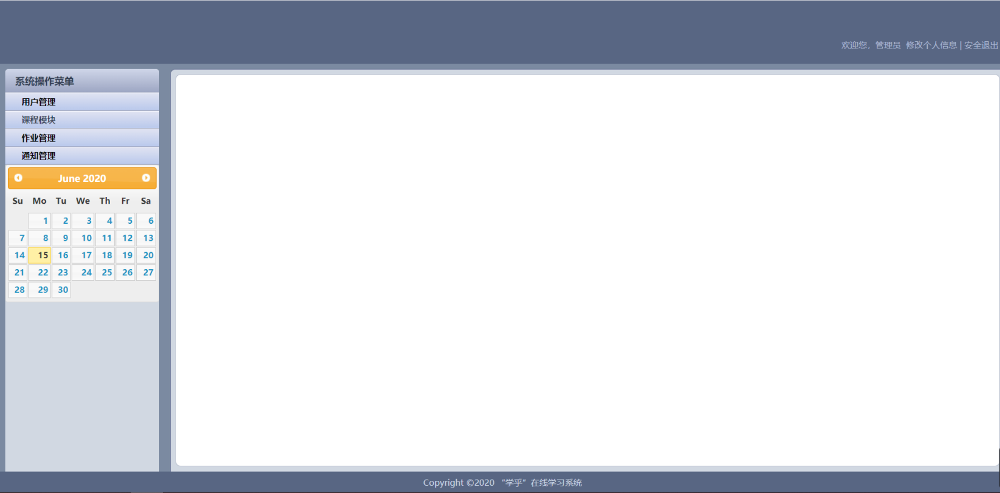 欢迎您，管理员 修改个人信息 | 安全退出
系统操作菜单
用户管理
课程模块
作业管理
通知管理
June 2020
Su Mo Tu We Th Fr Sa
1 2 3 4 5 6
7 8 9 10 11 12 13
14 15 16 17 18 19 20
21 22 23 24 25 26 27
28 29 30
Copyright ©2020 “学乎”在线学习系统